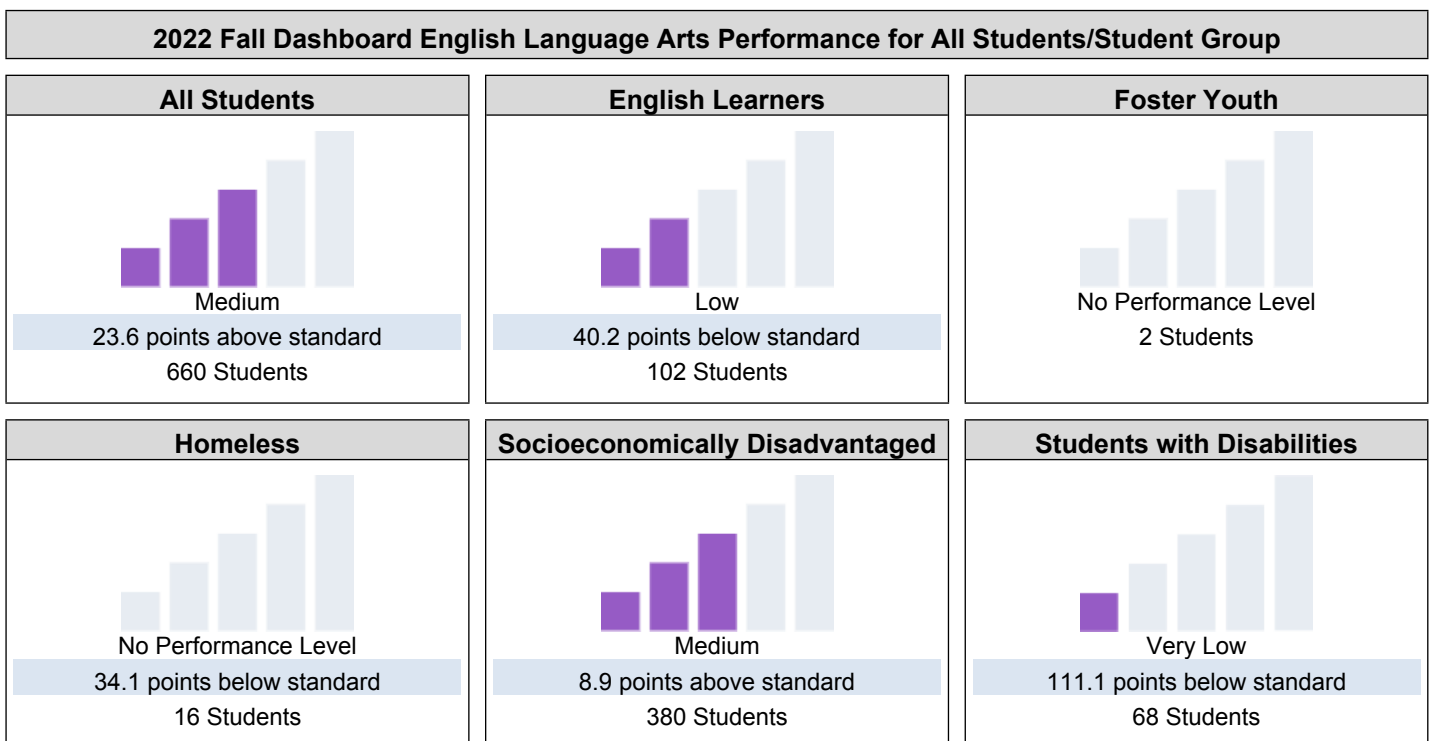 2022 Fall Dashboard English Language Arts Performance for All Students/Student Group
All Students
Medium
23.6 points above standard
660 Students
English Learners
Low
40.2 points below standard
102 Students
Foster Youth
No Performance Level
2 Students
Homeless
No Performance Level
34.1 points below standard
16 Students
Socioeconomically Disadvantaged
Medium
8.9 points above standard
380 Students
Students with Disabilities
Very Low
111.1 points below standard
68 Students